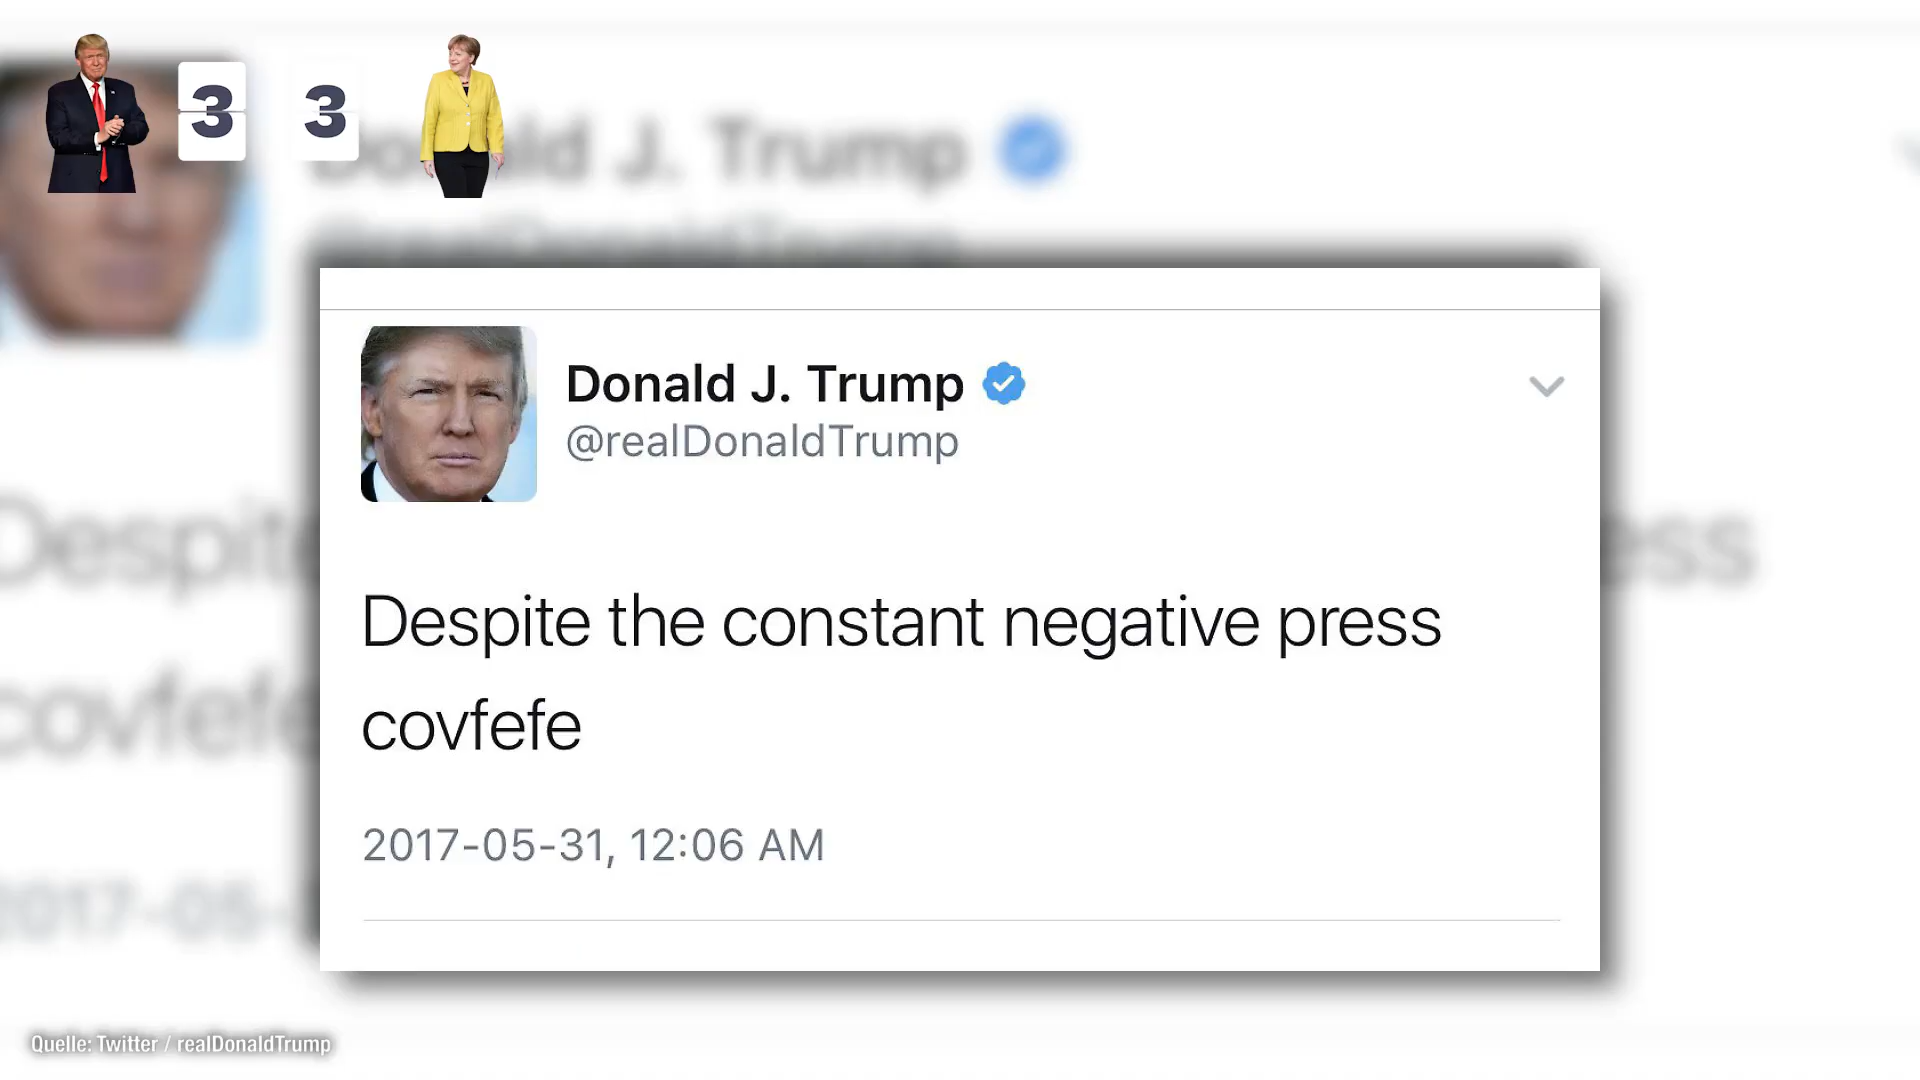 3 3
Donald J. Trump
@realDonaldTrump
Despite the constant negative press
covfefe
2017-05-31, 12:06 AM
Quelle: Twitter / realDonaldTrump